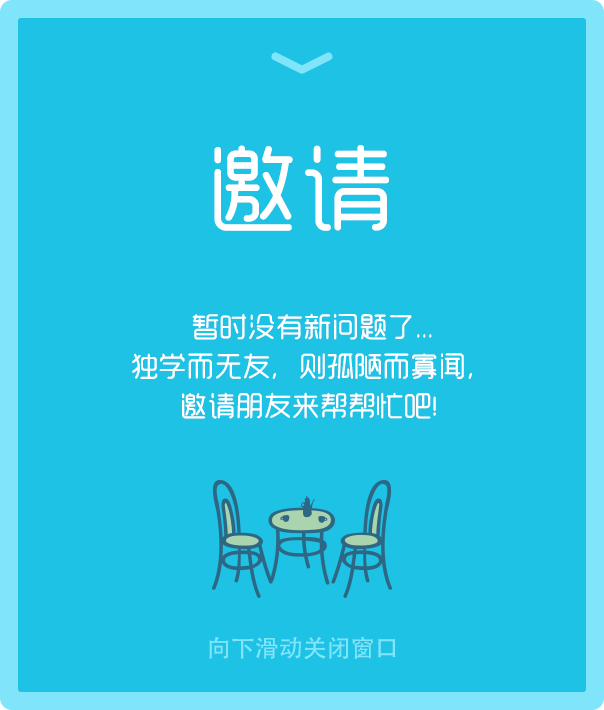 邀请
暂时没有新问题了...
独学而无友，则孤陋而寡闻，
邀请朋友来帮帮忙吧!
向下滑动关闭窗口